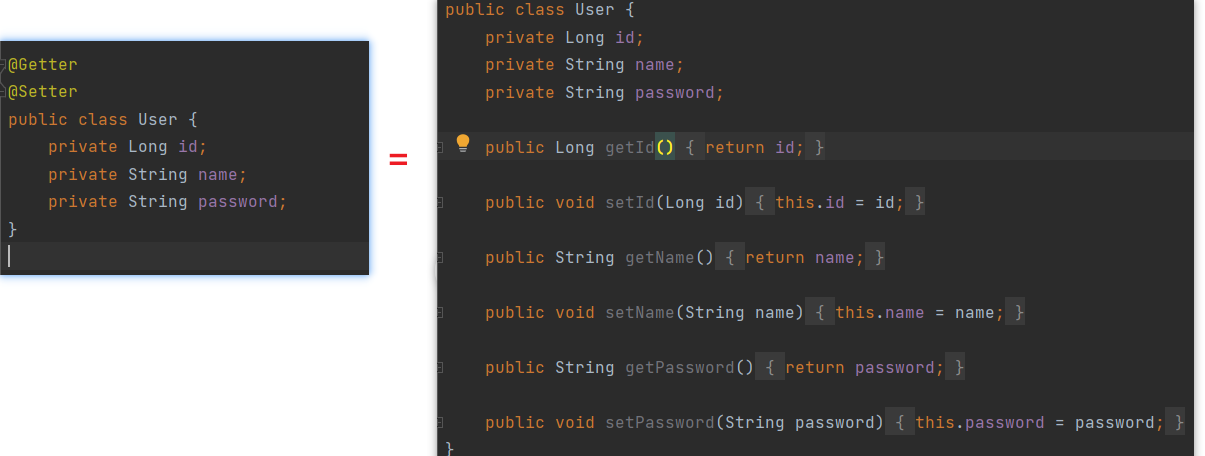 @Getter
@Setter
public class User {
    private Long id;
    private String name;
    private String password;
}
=
public class User {
    private Long id;
    private String name;
    private String password;
    public Long getId() { return id; }
    public void setId(Long id) { this.id = id; }
    public String getName() { return name; }
    public void setName(String name) { this.name = name; }
    public String getPassword() { return password; }
    public void setPassword(String password) { this.password = password; }
}